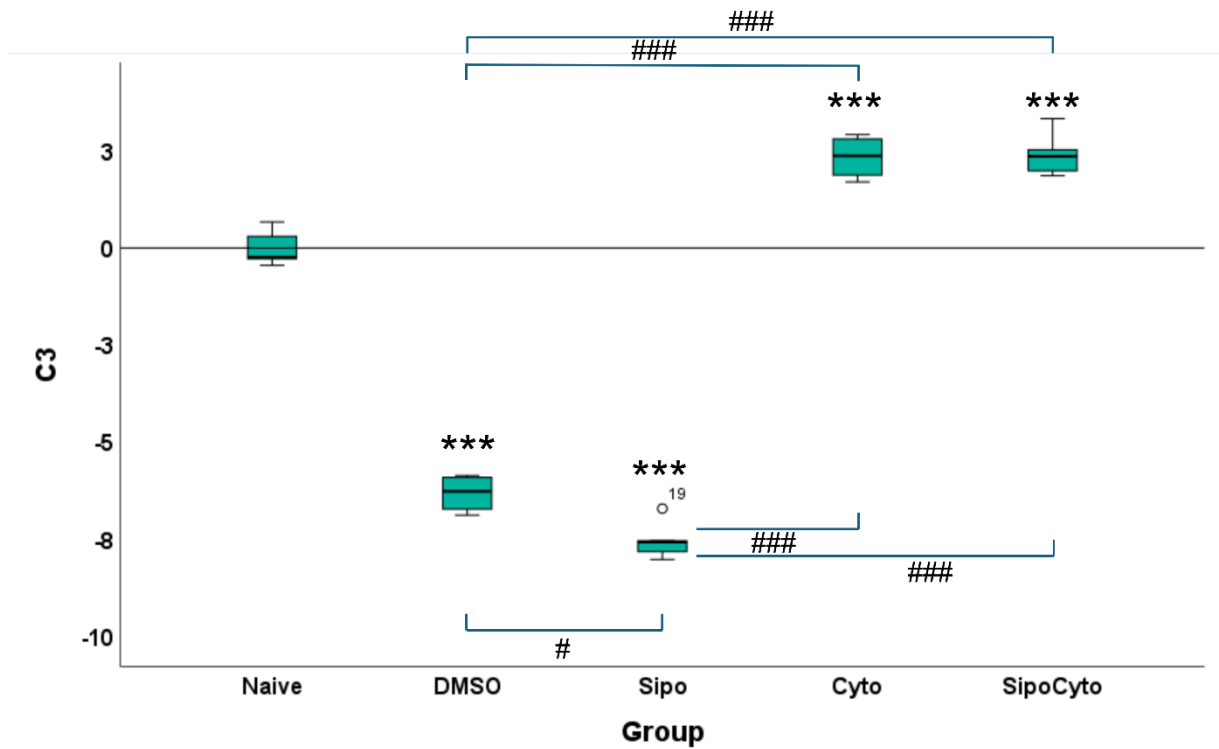 ###
###
***
***
3
0
-3
C3
-5
***
***
19
-8
###
###
-10
#
Naive
DMSO
Sipo
Cyto
SipoCyto
Group